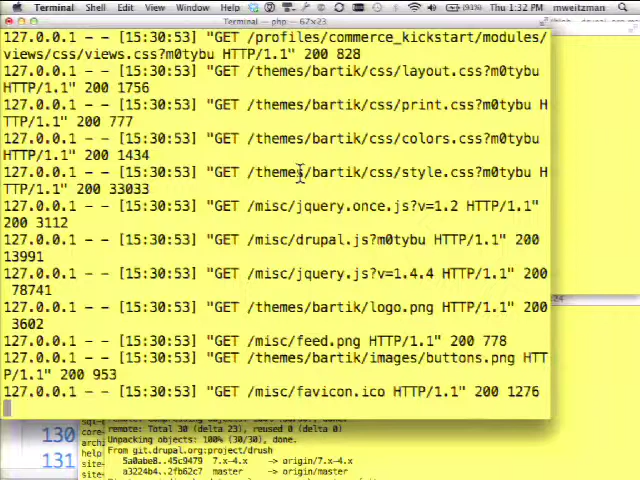 Terminal Shell Edit View Window Help Thu 1:32 PM mweitzman
Terminal — php — 67×23
127.0.0.1 - - [15:30:53] "GET /profiles/commerce_kickstart/modules/
views/css/views.css?m0tybu HTTP/1.1" 200 828
127.0.0.1 - - [15:30:53] "GET /themes/bartik/css/layout.css?m0tybu
HTTP/1.1" 200 1756
127.0.0.1 - - [15:30:53] "GET /themes/bartik/css/print.css?m0tybu H
TTP/1.1" 200 777
127.0.0.1 - - [15:30:53] "GET /themes/bartik/css/colors.css?m0tybu
HTTP/1.1" 200 1434
127.0.0.1 - - [15:30:53] "GET /themes/bartik/css/style.css?m0tybu H
TTP/1.1" 200 33033
127.0.0.1 - - [15:30:53] "GET /misc/jquery.once.js?v=1.2 HTTP/1.1"
200 3112
127.0.0.1 - - [15:30:53] "GET /misc/drupal.js?m0tybu HTTP/1.1" 200
13991
127.0.0.1 - - [15:30:53] "GET /misc/jquery.js?v=1.4.4 HTTP/1.1" 200
78741
127.0.0.1 - - [15:30:53] "GET /themes/bartik/logo.png HTTP/1.1" 200
3602
127.0.0.1 - - [15:30:53] "GET /misc/feed.png HTTP/1.1" 200 778
127.0.0.1 - - [15:30:53] "GET /themes/bartik/images/buttons.png HTT
P/1.1" 200 953
127.0.0.1 - - [15:30:53] "GET /misc/favicon.ico HTTP/1.1" 200 1276
130
131
sql-
core-
archi
help
site-
site-
remote: Total 30 (delta 23), reused 0 (delta 0)
Unpacking objects: 100% (30/30), done.
From git.drupal.org:project/drush
5a0abe8..45c9479 7.x-4.x -> origin/7.x-4.x
a3224b4..2fb62c7 master -> origin/master